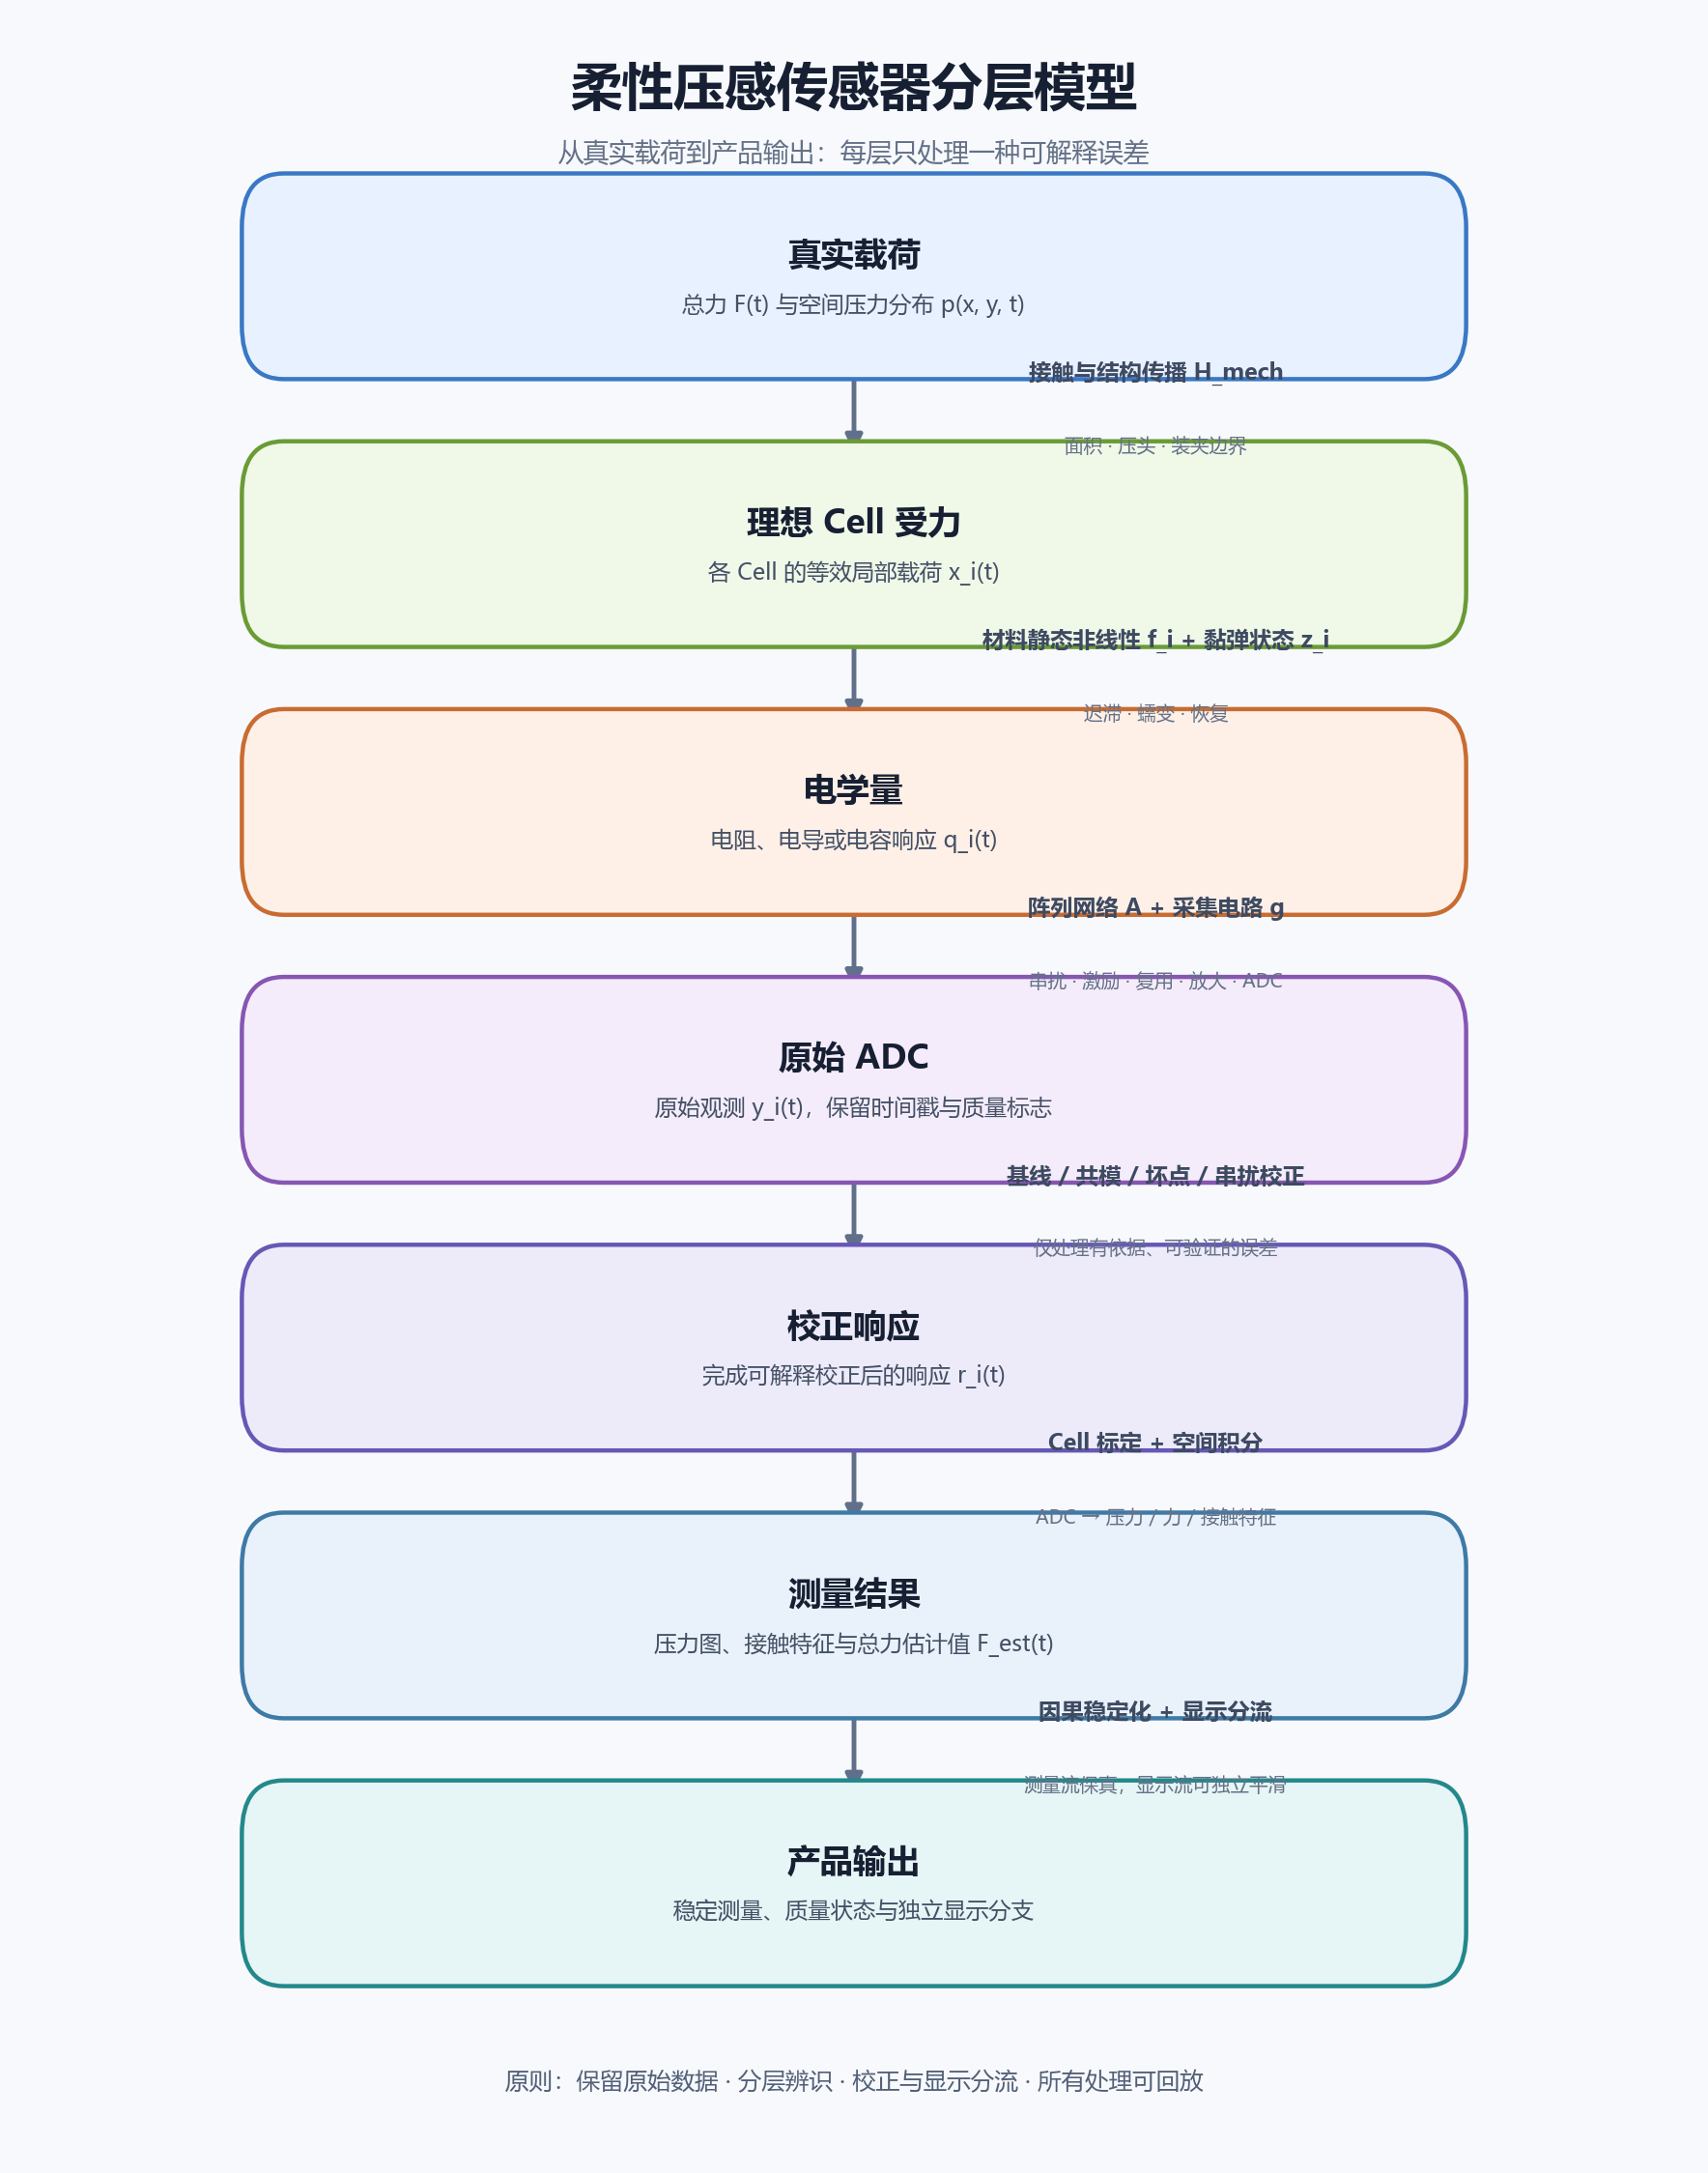 柔性压感传感器分层模型
从真实载荷到产品输出：每层只处理一种可解释误差
真实载荷
总力 F(t) 与空间压力分布 p(x, y, t)
接触与结构传播 H_mech
面积 · 压头 · 装夹边界
理想 Cell 受力
各 Cell 的等效局部载荷 x_i(t)
材料静态非线性 f_i + 黏弹状态 z_i
迟滞 · 蠕变 · 恢复
电学量
电阻、电导或电容响应 q_i(t)
阵列网络 A + 采集电路 g
串扰 · 激励 · 复用 · 放大 · ADC
原始 ADC
原始观测 y_i(t)，保留时间戳与质量标志
基线 / 共模 / 坏点 / 串扰校正
仅处理有依据、可验证的误差
校正响应
完成可解释校正后的响应 r_i(t)
Cell 标定 + 空间积分
ADC → 压力 / 力 / 接触特征
测量结果
压力图、接触特征与总力估计值 F_est(t)
因果稳定化 + 显示分流
测量流保真，显示流可独立平滑
产品输出
稳定测量、质量状态与独立显示分支
原则：保留原始数据 · 分层辨识 · 校正与显示分流 · 所有处理可回放